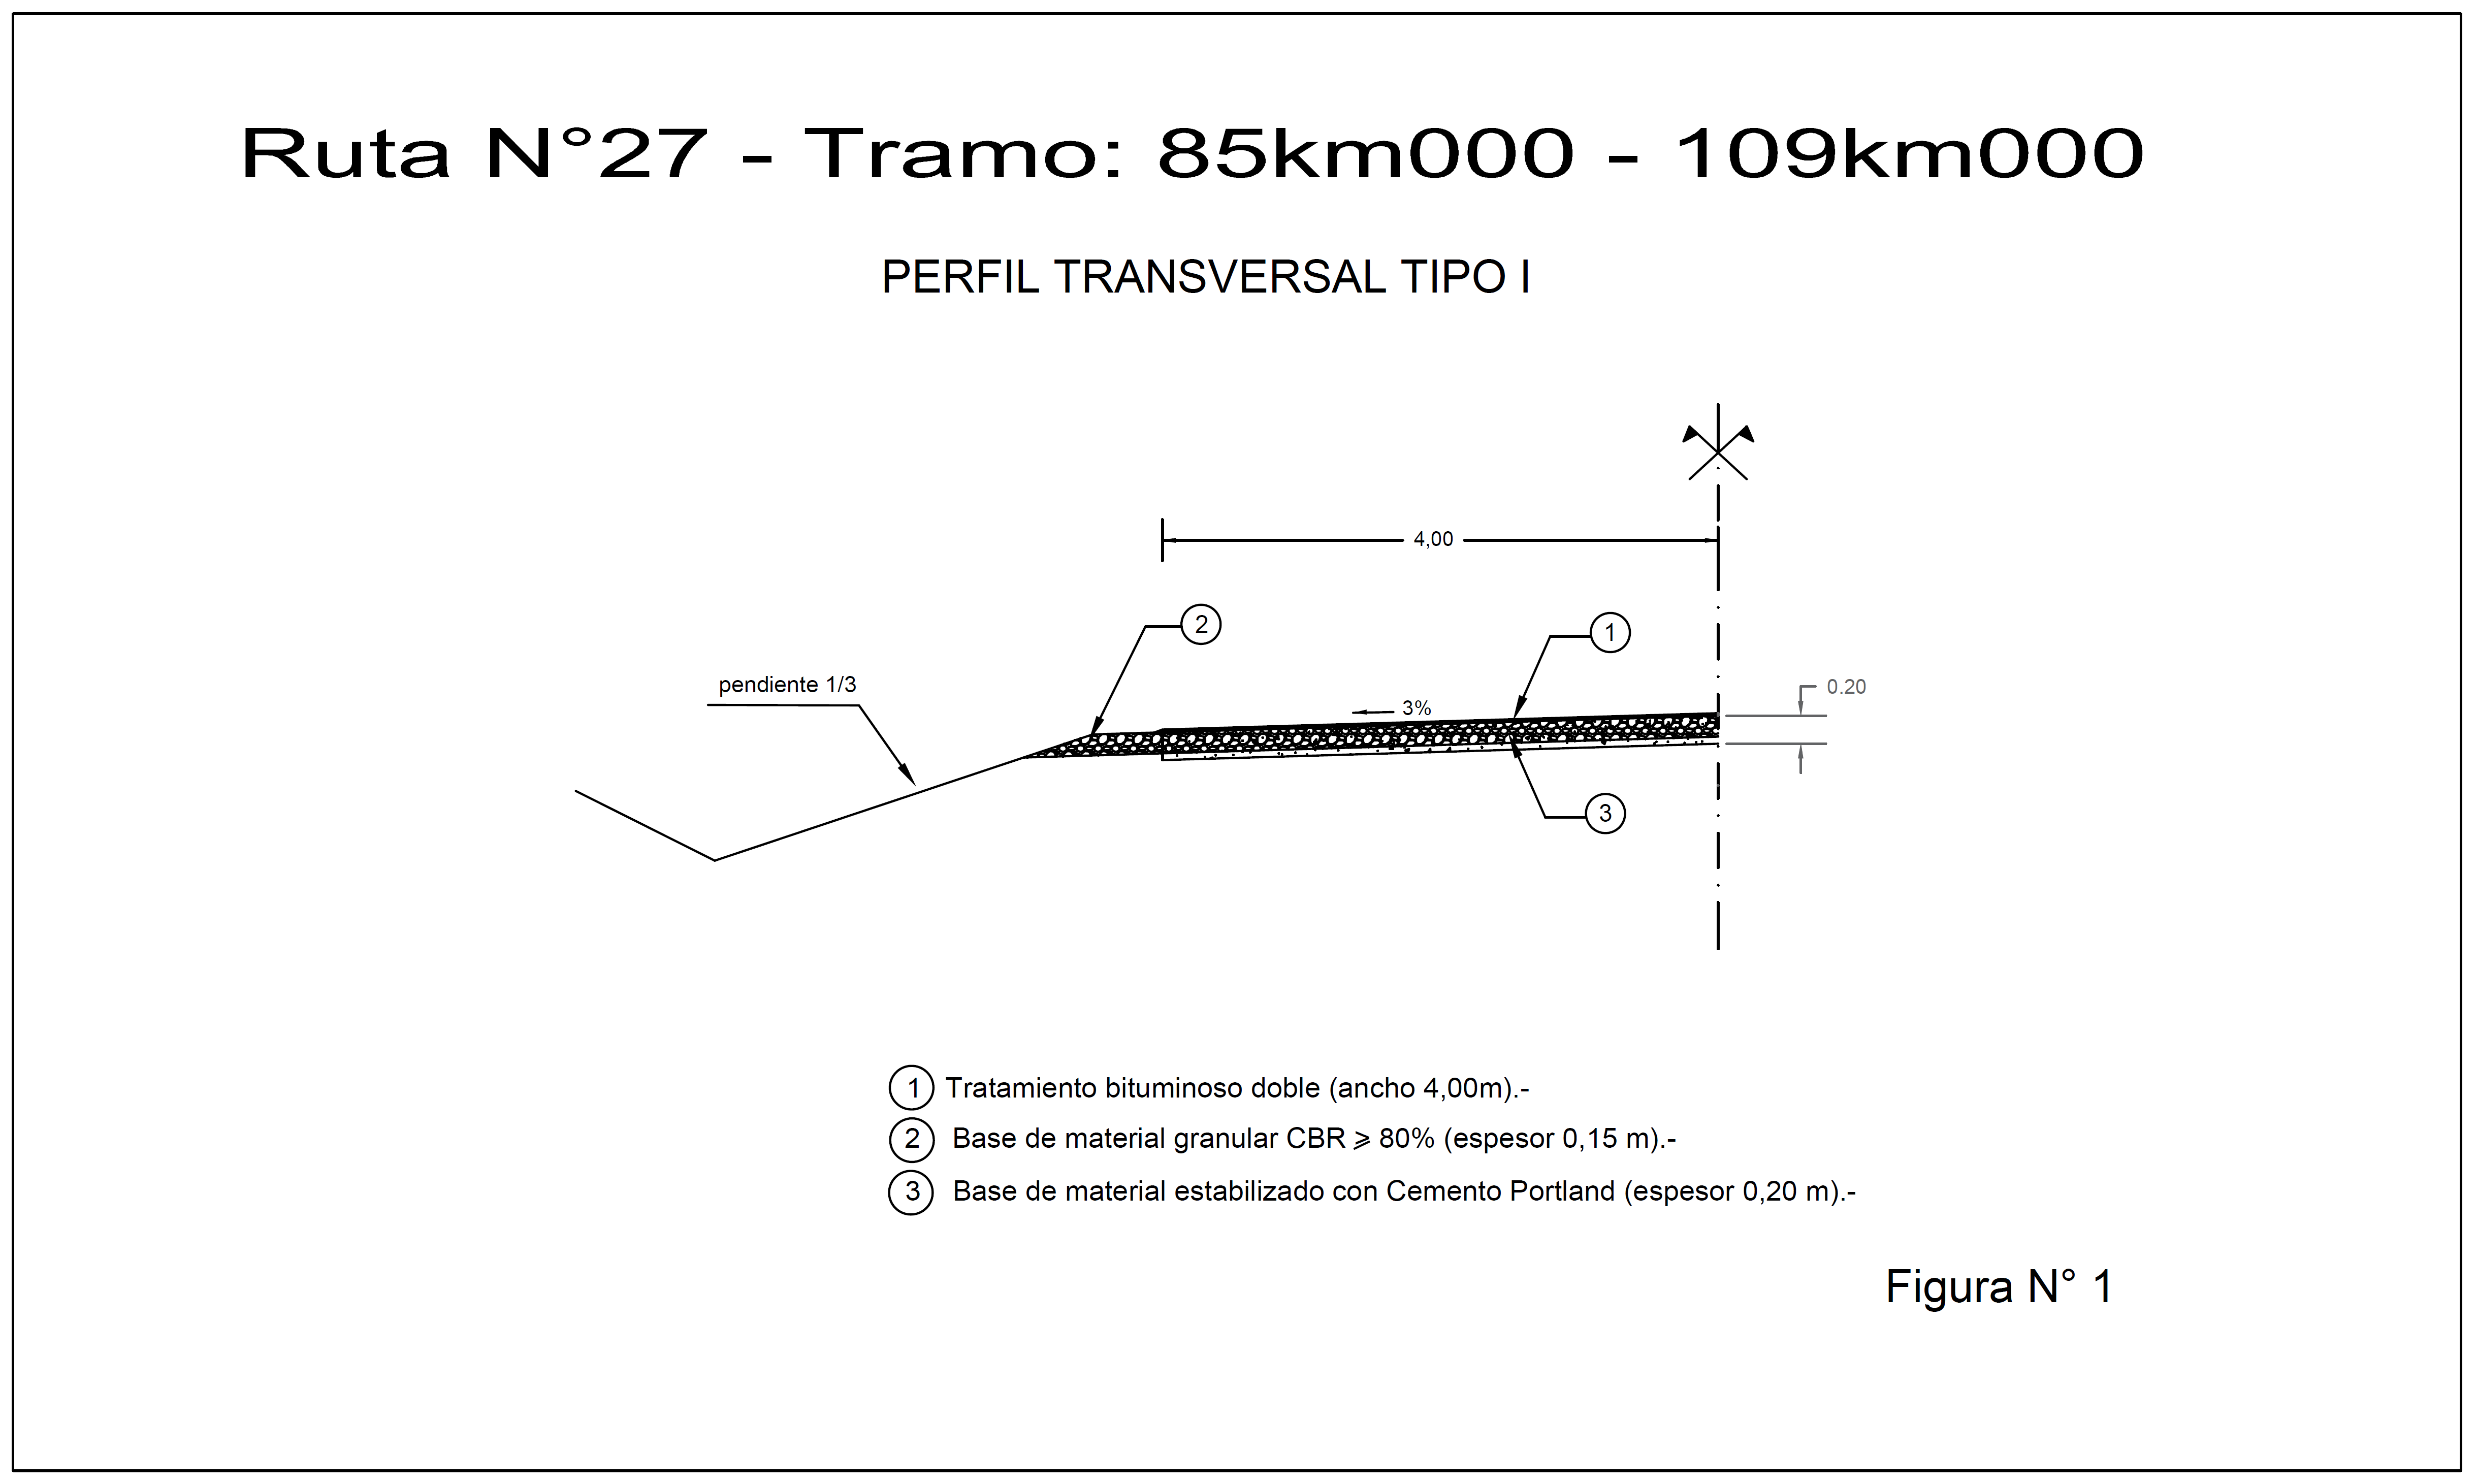 Ruta N°27 - Tramo: 85km000 - 109km000
PERFIL TRANSVERSAL TIPO I
4,00
2
1
pendiente 1/3
3%
0.20
3
1 Tratamiento bituminoso doble (ancho 4,00m).-
2 Base de material granular CBR ⩾ 80% (espesor 0,15 m).-
3 Base de material estabilizado con Cemento Portland (espesor 0,20 m).-
Figura N° 1